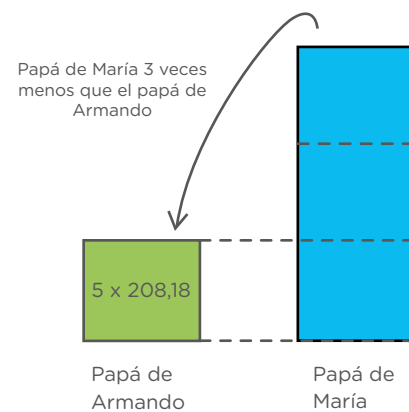 Papá de María 3 veces
menos que el papá de
Armando
5 x 208,18
Papá de
Armando
Papá de
María